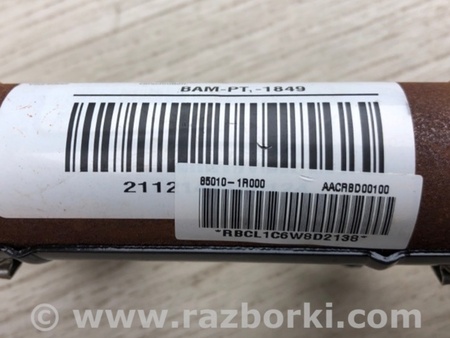 BAM-PT,-1849
2112
85010-1R000 AACRBD00100
*RBCL1C6W8D2138*
© www.razborki.com